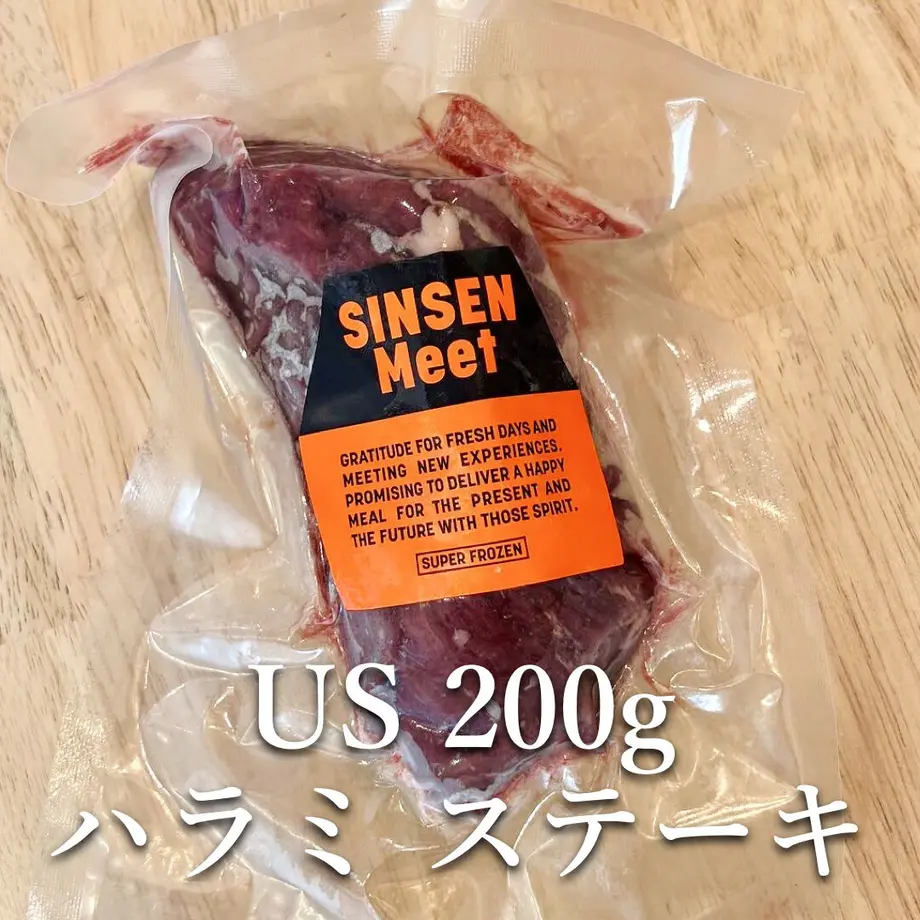 SINSEN
Meet
GRATITUDE FOR FRESH DAYS AND
MEETING NEW EXPERIENCES.
PROMISING TO DELIVER A HAPPY
MEAL FOR THE PRESENT AND
THE FUTURE WITH THOSE SPIRIT.
SUPER FROZEN
US 200g
ハラミ ステーキ